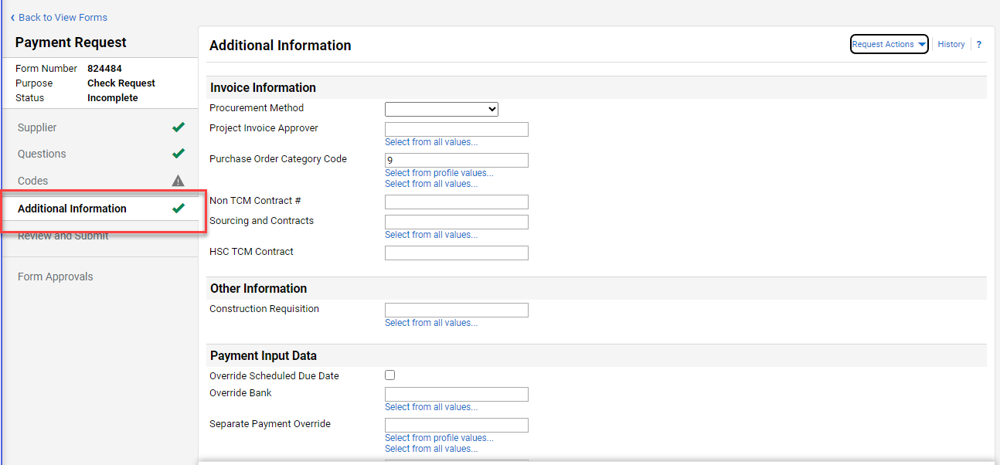 Back to View Forms
Payment Request
Form Number 824484
Purpose Check Request
Status Incomplete
Supplier
Questions
Codes
Additional Information
Review and Submit
Form Approvals
Additional Information
Request Actions History ?
Invoice Information
Procurement Method
Project Invoice Approver
Select from all values...
Purchase Order Category Code 9
Select from profile values...
Select from all values...
Non TCM Contract #
Sourcing and Contracts
Select from all values...
HSC TCM Contract
Other Information
Construction Requisition
Select from all values...
Payment Input Data
Override Scheduled Due Date
Override Bank
Select from all values...
Separate Payment Override
Select from profile values...
Select from all values...